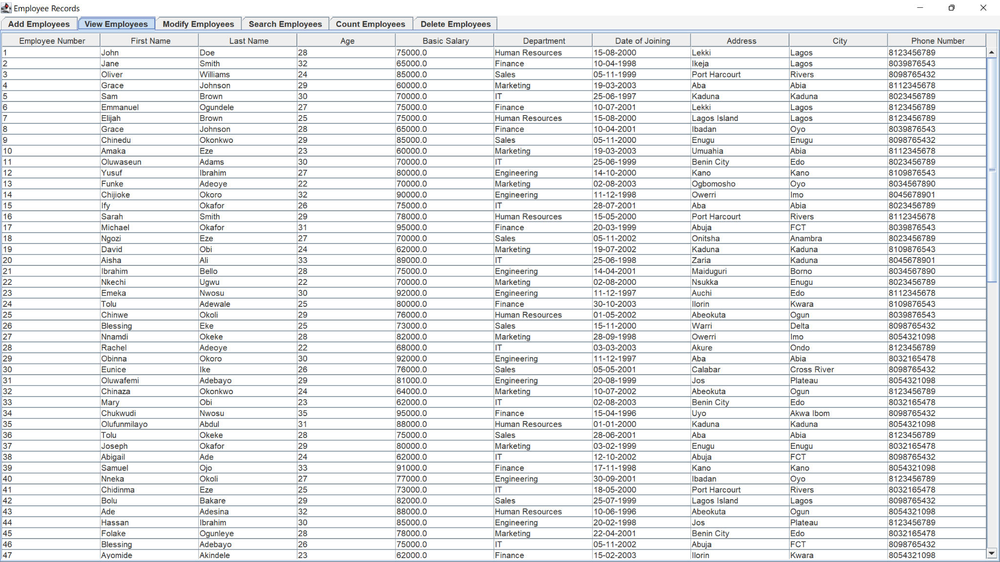 Employee Records
Add Employees View Employees Modify Employees Search Employees Count Employees Delete Employees
Employee Number First Name Last Name Age Basic Salary Department Date of Joining Address City Phone Number
1 John Doe 28 75000.0 Human Resources 15-08-2000 Lekki Lagos 8123456789
2 Jane Smith 32 65000.0 Finance 10-04-1998 Ikeja Lagos 8039876543
3 Oliver Williams 24 85000.0 Sales 05-11-1999 Port Harcourt Rivers 8098765432
4 Grace Johnson 29 60000.0 Marketing 19-03-2003 Aba Abia 8112345678
5 Sam Brown 30 70000.0 IT 25-06-1997 Kaduna Kaduna 8023456789
6 Emmanuel Ogundele 27 75000.0 Finance 10-07-2001 Lekki Lagos 8123456789
7 Elijah Brown 25 75000.0 Human Resources 15-08-2000 Lagos Island Lagos 8123456789
8 Grace Johnson 28 65000.0 Finance 10-04-2001 Ibadan Oyo 8039876543
9 Chinedu Okonkwo 29 85000.0 Sales 05-11-2000 Enugu Enugu 8098765432
10 Amaka Eze 23 60000.0 Marketing 19-03-2003 Umuahia Abia 8112345678
11 Oluwaseun Adams 30 70000.0 IT 25-06-1999 Benin City Edo 8023456789
12 Yusuf Ibrahim 27 80000.0 Engineering 14-10-2000 Kano Kano 8109876543
13 Funke Adeoye 22 70000.0 Marketing 02-08-2003 Ogbomosho Oyo 8034567890
14 Chijioke Okoro 32 90000.0 Engineering 11-12-1998 Owerri Imo 8045678901
15 Ify Okafor 26 75000.0 IT 28-07-2001 Aba Abia 8023456789
16 Sarah Smith 29 78000.0 Human Resources 15-05-2000 Port Harcourt Rivers 8112345678
17 Michael Okafor 31 95000.0 Finance 20-03-1999 Abuja FCT 8039876543
18 Ngozi Eze 27 70000.0 Sales 05-11-2002 Onitsha Anambra 8023456789
19 David Obi 24 62000.0 Marketing 19-07-2002 Kaduna Kaduna 8109876543
20 Aisha Ali 33 89000.0 IT 25-06-1998 Zaria Kaduna 8045678901
21 Ibrahim Bello 28 75000.0 Engineering 14-04-2001 Maiduguri Borno 8034567890
22 Nkechi Ugwu 22 70000.0 Marketing 02-08-2000 Nsukka Enugu 8023456789
23 Emeka Nwosu 30 92000.0 Engineering 11-12-1997 Auchi Edo 8112345678
24 Tolu Adewale 25 80000.0 Finance 30-10-2003 Ilorin Kwara 8109876543
25 Chinwe Okoli 29 76000.0 Human Resources 01-05-2002 Abeokuta Ogun 8039876543
26 Blessing Eke 25 73000.0 Sales 15-11-2000 Warri Delta 8098765432
27 Nnamdi Okeke 28 82000.0 Marketing 28-09-1998 Owerri Imo 8054321098
28 Rachel Adeoye 22 68000.0 IT 03-03-2003 Akure Ondo 8123456789
29 Obinna Okoro 30 92000.0 Engineering 11-12-1997 Aba Abia 8032165478
30 Eunice Ike 26 76000.0 Sales 05-05-2001 Calabar Cross River 8098765432
31 Oluwafemi Adebayo 29 81000.0 Engineering 20-08-1999 Jos Plateau 8054321098
32 Chinaza Okonkwo 24 64000.0 Marketing 10-07-2002 Abeokuta Ogun 8123456789
33 Mary Obi 23 62000.0 IT 02-08-2003 Benin City Edo 8032165478
34 Chukwudi Nwosu 35 95000.0 Finance 15-04-1996 Uyo Akwa Ibom 8098765432
35 Olufunmilayo Abdul 31 88000.0 Human Resources 01-01-2000 Kaduna Kaduna 8054321098
36 Tolu Okeke 28 75000.0 Sales 28-06-2001 Aba Abia 8123456789
37 Joseph Okafor 29 80000.0 Marketing 03-02-1999 Enugu Enugu 8032165478
38 Abigail Ade 24 62000.0 IT 12-10-2002 Abuja FCT 8098765432
39 Samuel Ojo 33 91000.0 Finance 17-11-1998 Kano Kano 8054321098
40 Nneka Okoli 27 77000.0 Engineering 30-09-2001 Ibadan Oyo 8123456789
41 Chidinma Eze 25 73000.0 IT 18-05-2000 Port Harcourt Rivers 8032165478
42 Bolu Bakare 29 82000.0 Sales 25-07-1999 Lagos Island Lagos 8098765432
43 Ade Adesina 32 88000.0 Human Resources 10-06-1996 Abeokuta Ogun 8054321098
44 Hassan Ibrahim 30 85000.0 Engineering 20-02-1998 Jos Plateau 8123456789
45 Folake Ogunleye 28 78000.0 Marketing 22-04-2001 Benin City Edo 8032165478
46 Blessing Adebayo 26 75000.0 IT 05-11-2002 Abuja FCT 8098765432
47 Ayomide Akindele 23 62000.0 Finance 15-02-2003 Ilorin Kwara 8054321098